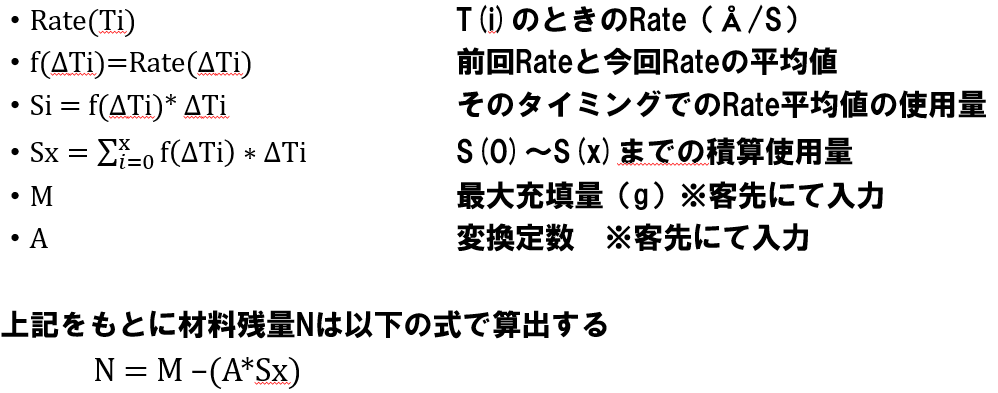 • Rate(Ti) T(i)のときのRate（Å/S）
• f(ΔTi)=Rate(ΔTi) 前回Rateと今回Rateの平均値
• Si = f(ΔTi)* ΔTi そのタイミングでのRate平均値の使用量
• Sx = ∑ᵢ₌₀ˣ f(ΔTi) ∗ ΔTi S(0)～S(x)までの積算使用量
• M 最大充填量（g）※客先にて入力
• A 変換定数　※客先にて入力
上記をもとに材料残量Nは以下の式で算出する
N = M –(A*Sx)